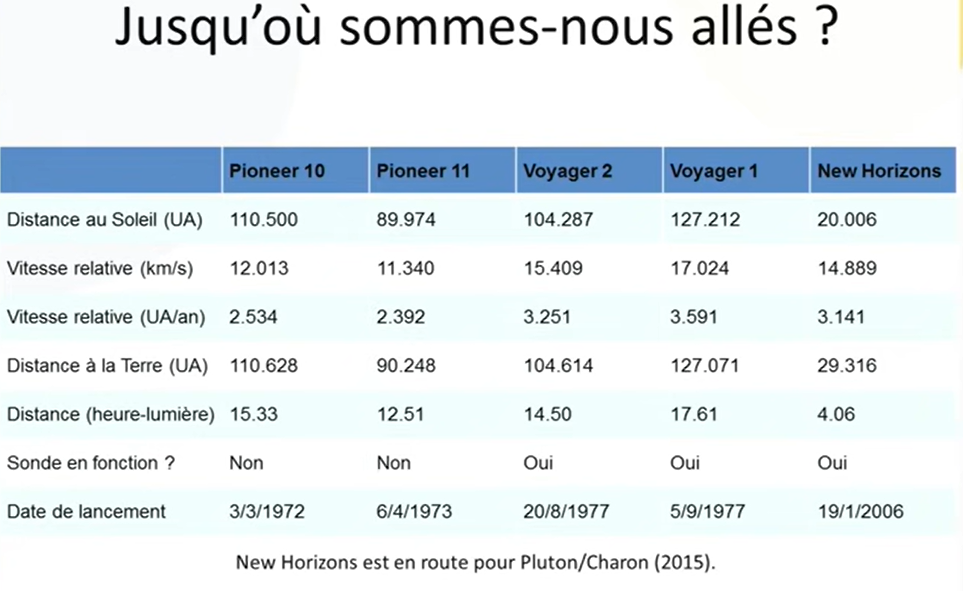 Jusqu’où sommes-nous allés ?
Pioneer 10 Pioneer 11 Voyager 2 Voyager 1 New Horizons
Distance au Soleil (UA) 110.500 89.974 104.287 127.212 20.006
Vitesse relative (km/s) 12.013 11.340 15.409 17.024 14.889
Vitesse relative (UA/an) 2.534 2.392 3.251 3.591 3.141
Distance à la Terre (UA) 110.628 90.248 104.614 127.071 29.316
Distance (heure-lumière) 15.33 12.51 14.50 17.61 4.06
Sonde en fonction ? Non Non Oui Oui Oui
Date de lancement 3/3/1972 6/4/1973 20/8/1977 5/9/1977 19/1/2006
New Horizons est en route pour Pluton/Charon (2015).